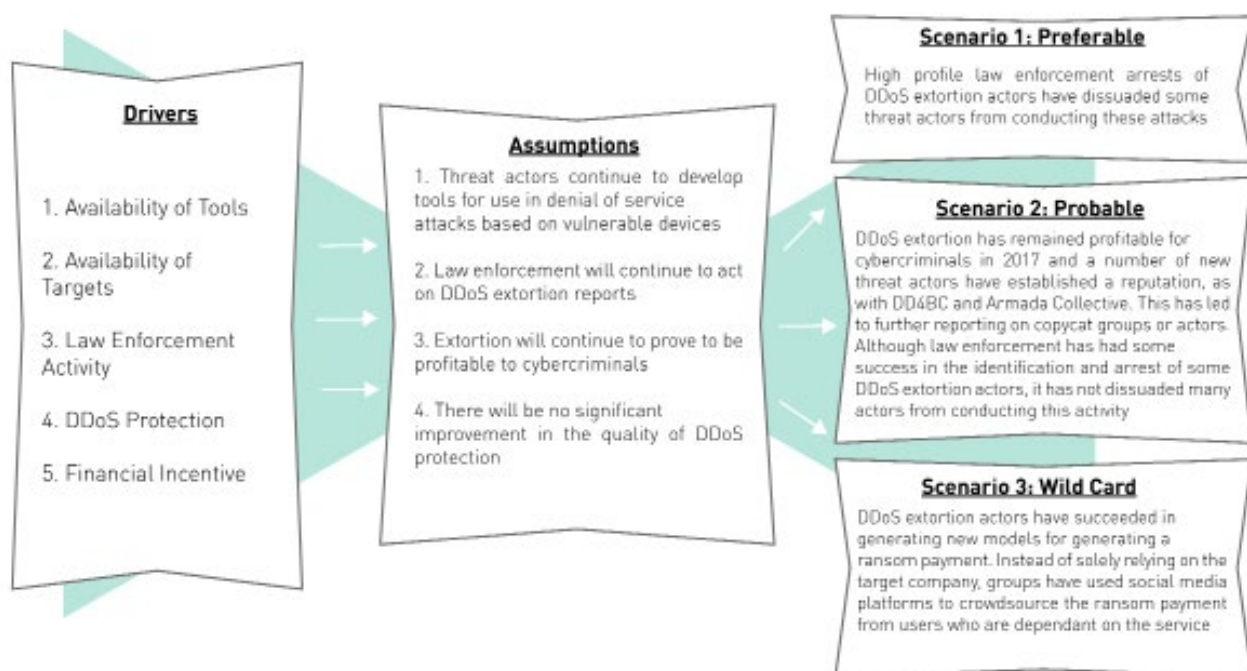 Drivers
1. Availability of Tools
2. Availability of
Targets
3. Law Enforcement
Activity
4. DDoS Protection
5. Financial Incentive
Assumptions
1. Threat actors continue to develop
tools for use in denial of service
attacks based on vulnerable devices
2. Law enforcement will continue to act
on DDoS extortion reports
3. Extortion will continue to prove to be
profitable to cybercriminals
4. There will be no significant
improvement in the quality of DDoS
protection
Scenario 1: Preferable
High profile law enforcement arrests of
DDoS extortion actors have dissuaded some
threat actors from conducting these attacks
Scenario 2: Probable
DDoS extortion has remained profitable for
cybercriminals in 2017 and a number of new
threat actors have established a reputation, as
with DD4BC and Armada Collective. This has led
to further reporting on copycat groups or actors.
Although law enforcement has had some
success in the identification and arrest of some
DDoS extortion actors, it has not dissuaded many
actors from conducting this activity
Scenario 3: Wild Card
DDoS extortion actors have succeeded in
generating new models for generating a
ransom payment. Instead of solely relying on the
target company, groups have used social media
platforms to crowdsource the ransom payment
from users who are dependant on the service